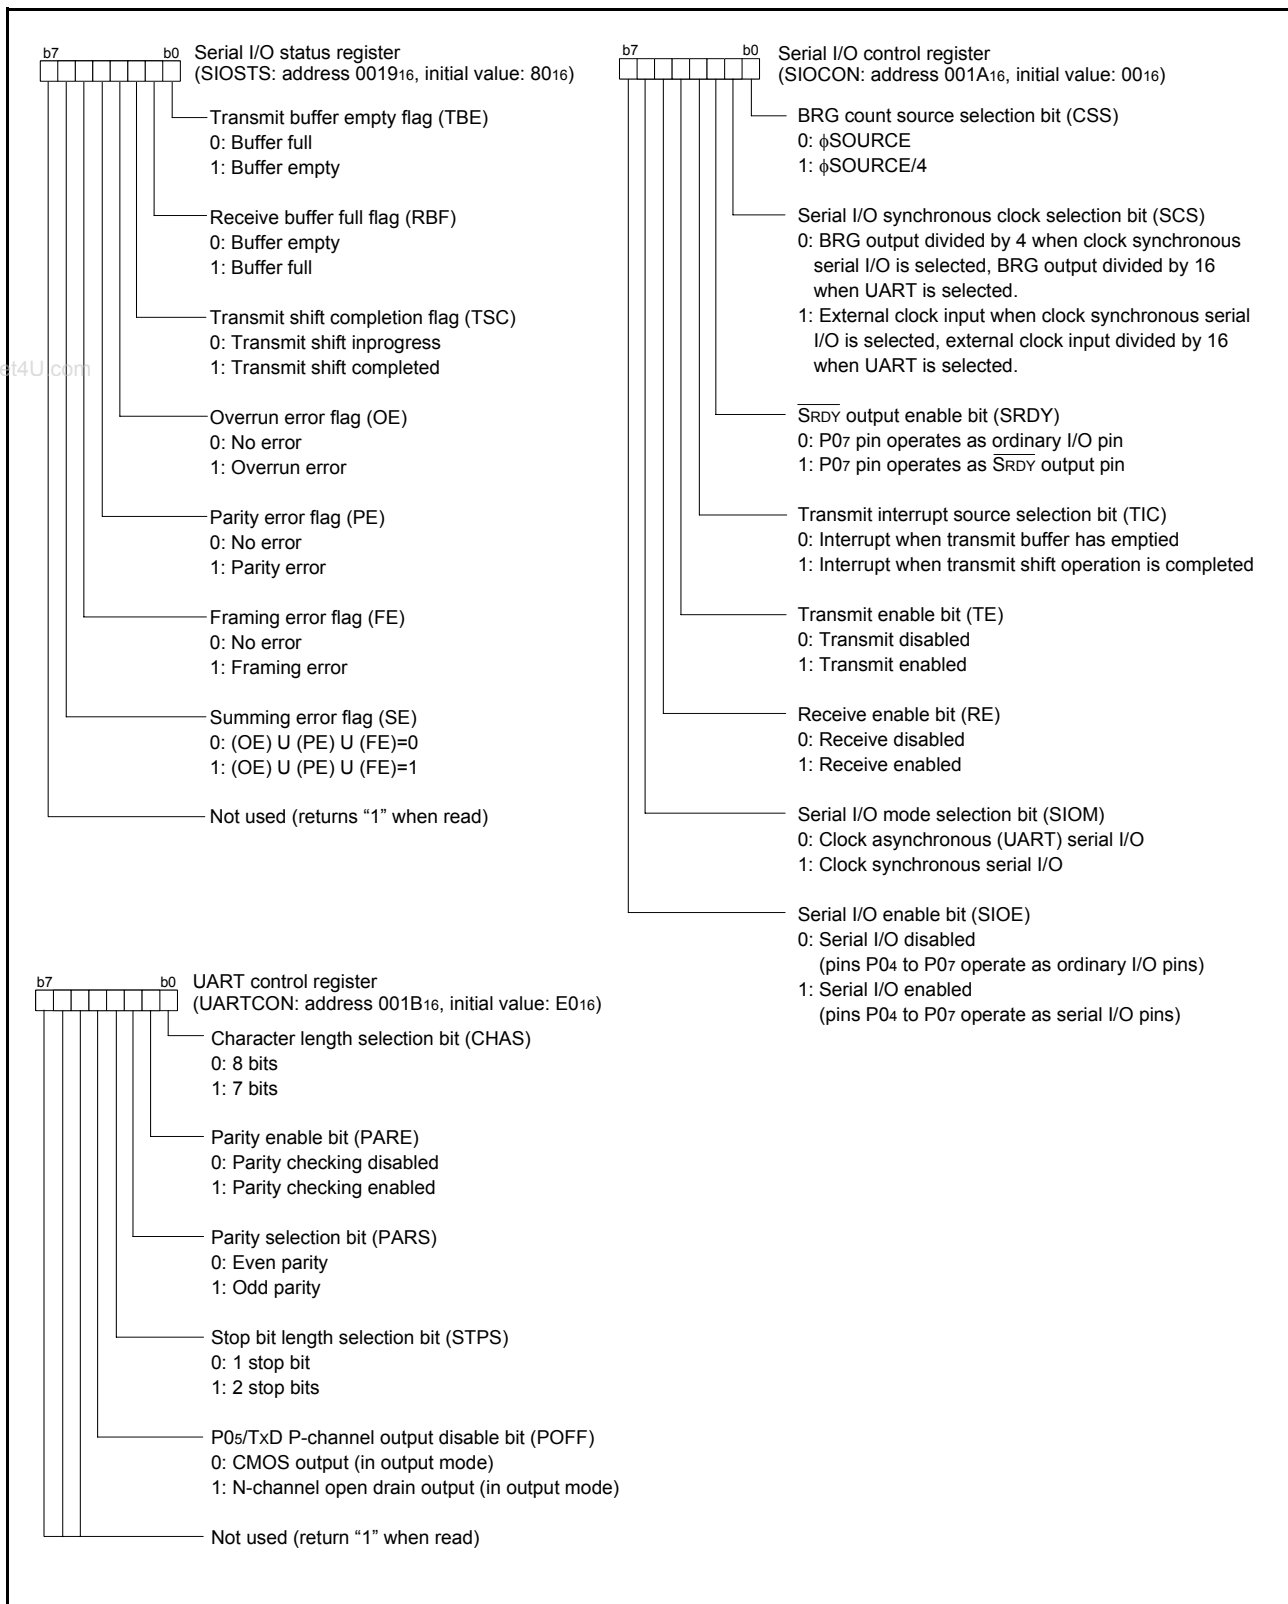 b7 b0 Serial I/O status register
(SIOSTS: address 001916, initial value: 8016)
Transmit buffer empty flag (TBE)
0: Buffer full
1: Buffer empty
Receive buffer full flag (RBF)
0: Buffer empty
1: Buffer full
Transmit shift completion flag (TSC)
0: Transmit shift inprogress
1: Transmit shift completed
et4U.com
Overrun error flag (OE)
0: No error
1: Overrun error
Parity error flag (PE)
0: No error
1: Parity error
Framing error flag (FE)
0: No error
1: Framing error
Summing error flag (SE)
0: (OE) U (PE) U (FE)=0
1: (OE) U (PE) U (FE)=1
Not used (returns “1” when read)
b7 b0 Serial I/O control register
(SIOCON: address 001A16, initial value: 0016)
BRG count source selection bit (CSS)
0: ϕSOURCE
1: ϕSOURCE/4
Serial I/O synchronous clock selection bit (SCS)
0: BRG output divided by 4 when clock synchronous
serial I/O is selected, BRG output divided by 16
when UART is selected.
1: External clock input when clock synchronous serial
I/O is selected, external clock input divided by 16
when UART is selected.
SRDY output enable bit (SRDY)
0: P07 pin operates as ordinary I/O pin
1: P07 pin operates as SRDY output pin
Transmit interrupt source selection bit (TIC)
0: Interrupt when transmit buffer has emptied
1: Interrupt when transmit shift operation is completed
Transmit enable bit (TE)
0: Transmit disabled
1: Transmit enabled
Receive enable bit (RE)
0: Receive disabled
1: Receive enabled
Serial I/O mode selection bit (SIOM)
0: Clock asynchronous (UART) serial I/O
1: Clock synchronous serial I/O
Serial I/O enable bit (SIOE)
0: Serial I/O disabled
(pins P04 to P07 operate as ordinary I/O pins)
1: Serial I/O enabled
(pins P04 to P07 operate as serial I/O pins)
b7 b0 UART control register
(UARTCON: address 001B16, initial value: E016)
Character length selection bit (CHAS)
0: 8 bits
1: 7 bits
Parity enable bit (PARE)
0: Parity checking disabled
1: Parity checking enabled
Parity selection bit (PARS)
0: Even parity
1: Odd parity
Stop bit length selection bit (STPS)
0: 1 stop bit
1: 2 stop bits
P05/TxD P-channel output disable bit (POFF)
0: CMOS output (in output mode)
1: N-channel open drain output (in output mode)
Not used (return “1” when read)